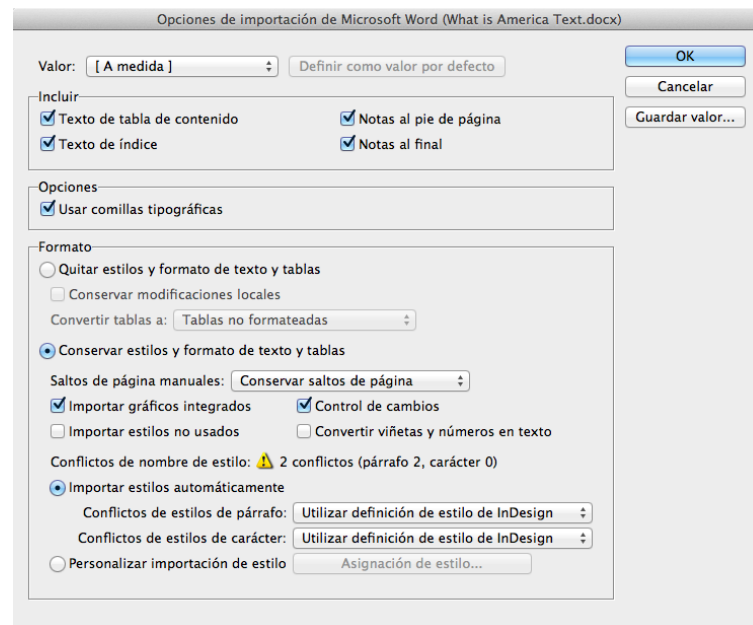 Opciones de importación de Microsoft Word (What is America Text.docx)
Valor: [ A medida ] Definir como valor por defecto
OK
Cancelar
Guardar valor...
Incluir
Texto de tabla de contenido Notas al pie de página
Texto de índice Notas al final
Opciones
Usar comillas tipográficas
Formato
Quitar estilos y formato de texto y tablas
Conservar modificaciones locales
Convertir tablas a: Tablas no formateadas
Conservar estilos y formato de texto y tablas
Saltos de página manuales: Conservar saltos de página
Importar gráficos integrados Control de cambios
Importar estilos no usados Convertir viñetas y números en texto
Conflictos de nombre de estilo: 2 conflictos (párrafo 2, carácter 0)
Importar estilos automáticamente
Conflictos de estilos de párrafo: Utilizar definición de estilo de InDesign
Conflictos de estilos de carácter: Utilizar definición de estilo de InDesign
Personalizar importación de estilo Asignación de estilo...